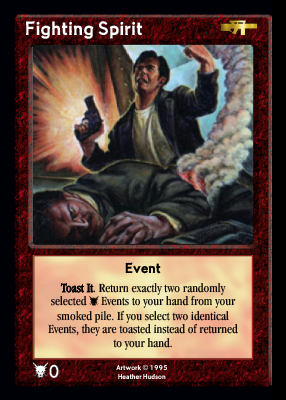 Fighting Spirit
Event
Toast It. Return exactly two randomly
selected Events to your hand from your
smoked pile. If you select two identical
Events, they are toasted instead of returned
to your hand.
0
Artwork © 1995
Heather Hudson